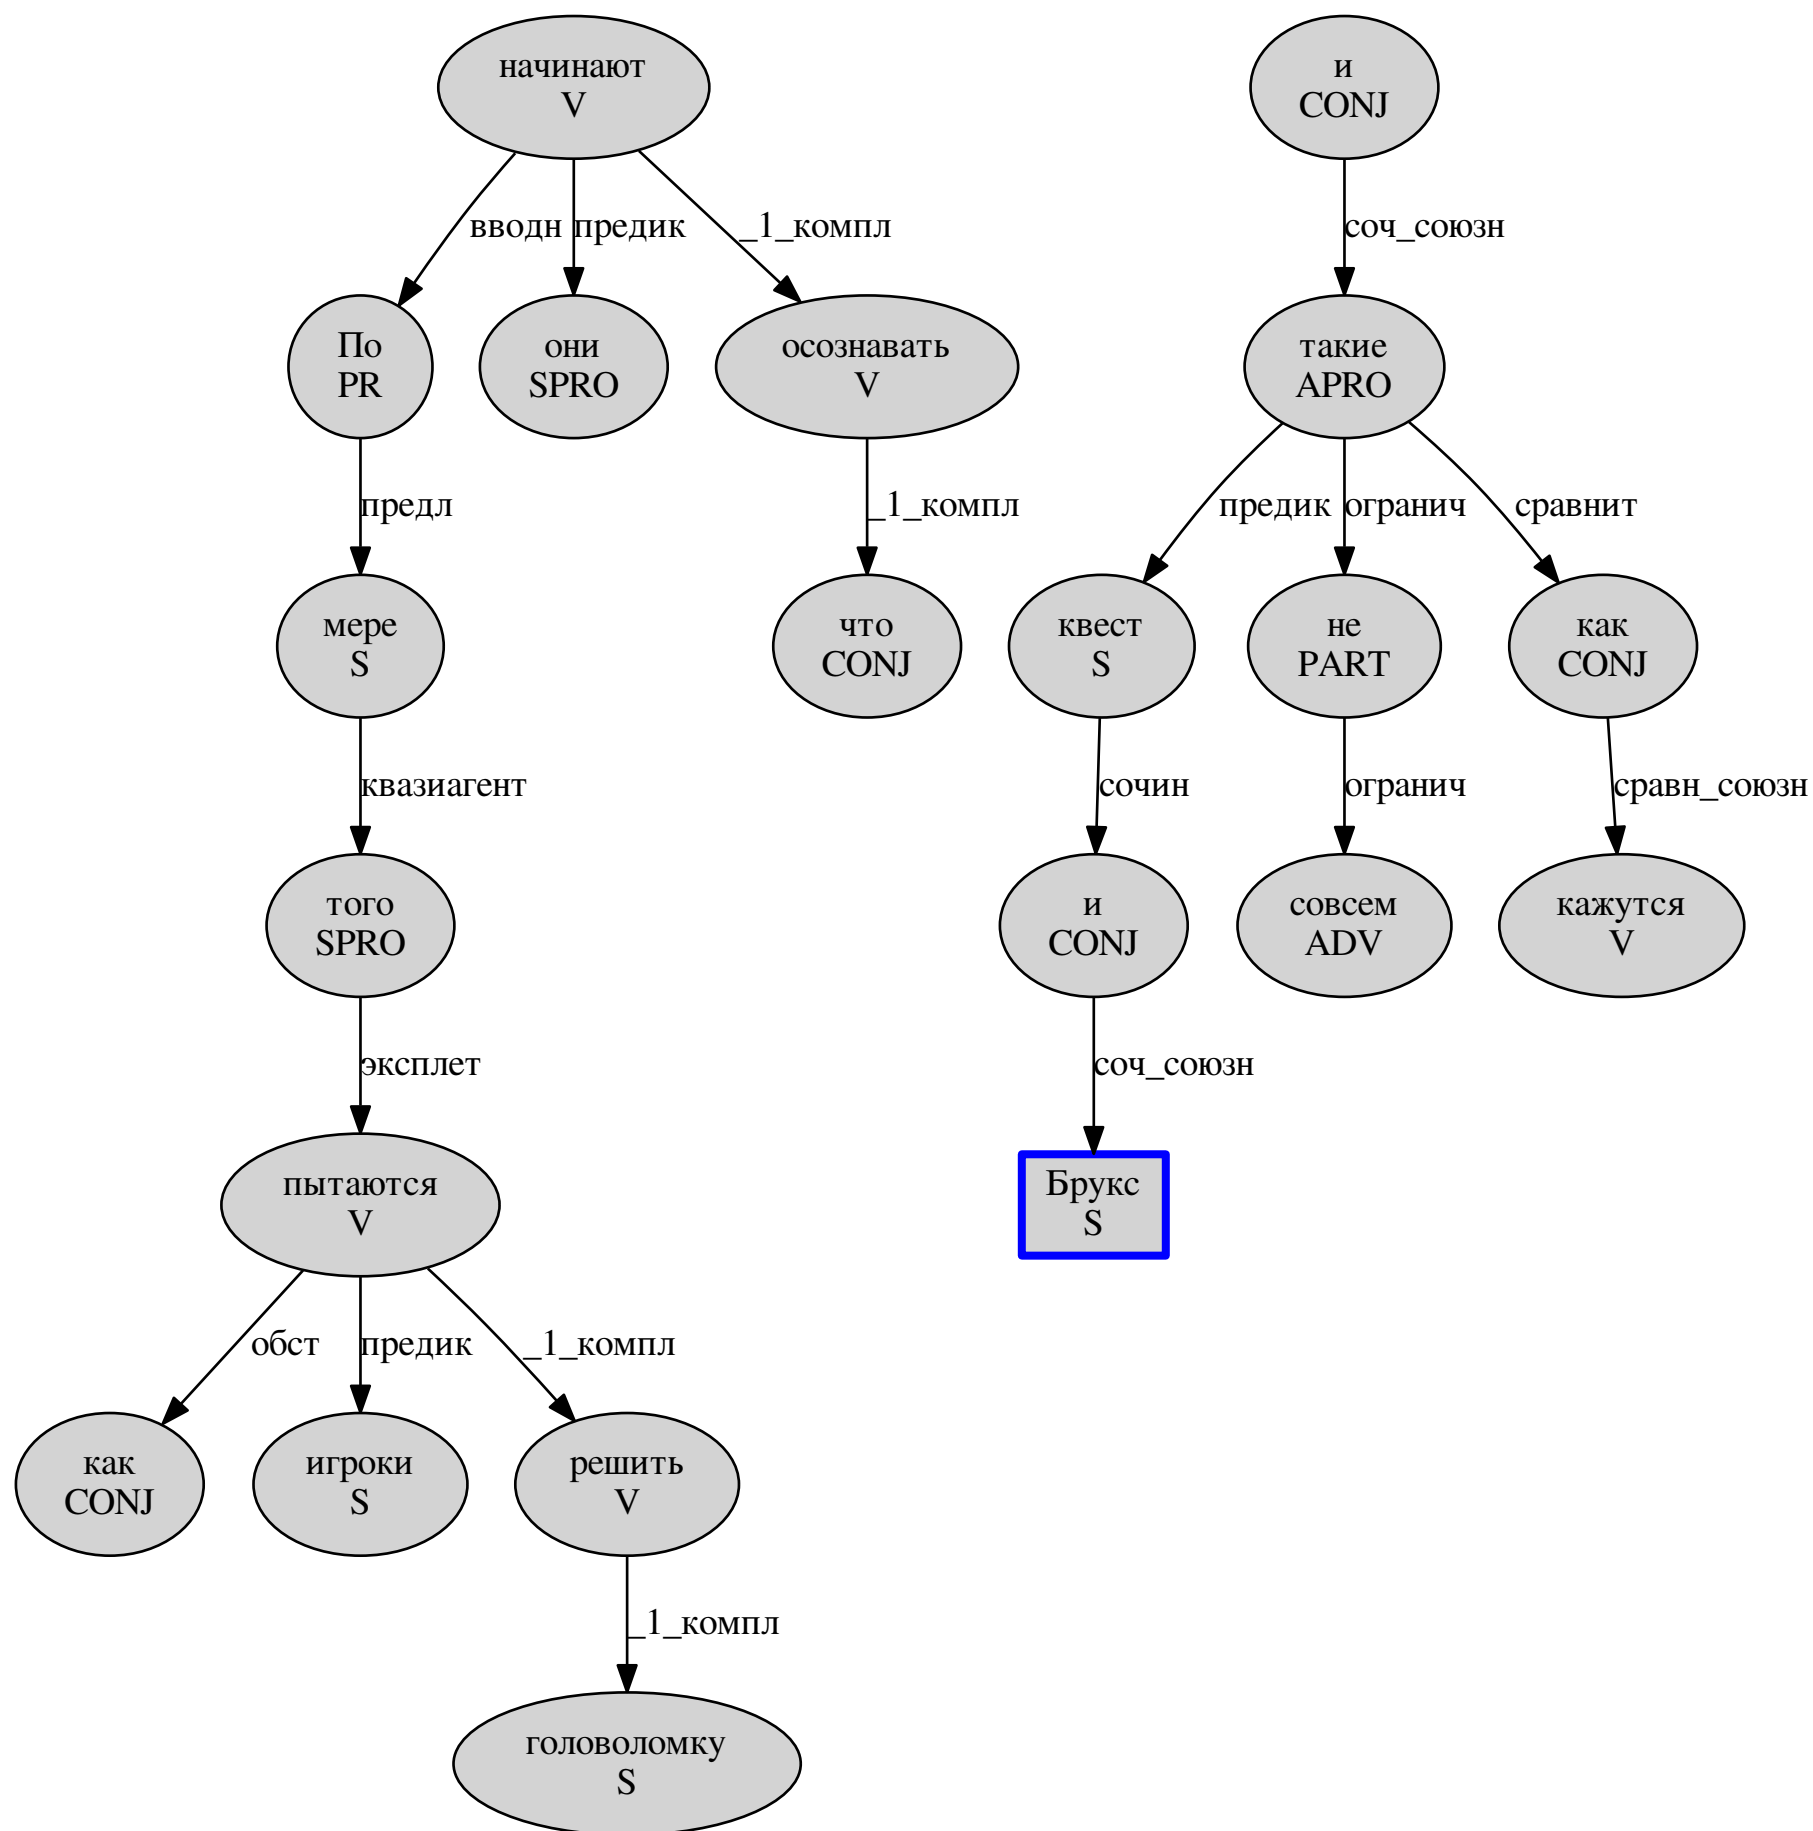 начинают
V
и
CONJ
вводн
предик
_1_компл
соч_союзн
По
PR
они
SPRO
осознавать
V
такие
APRO
предл
_1_компл
предик
огранич
сравнит
мере
S
что
CONJ
квест
S
не
PART
как
CONJ
квазиагент
сочин
огранич
сравн_союзн
того
SPRO
и
CONJ
совсем
ADV
кажутся
V
эксплет
соч_союзн
пытаются
V
Брукс
S
обст
предик
_1_компл
как
CONJ
игроки
S
решить
V
_1_компл
головоломку
S